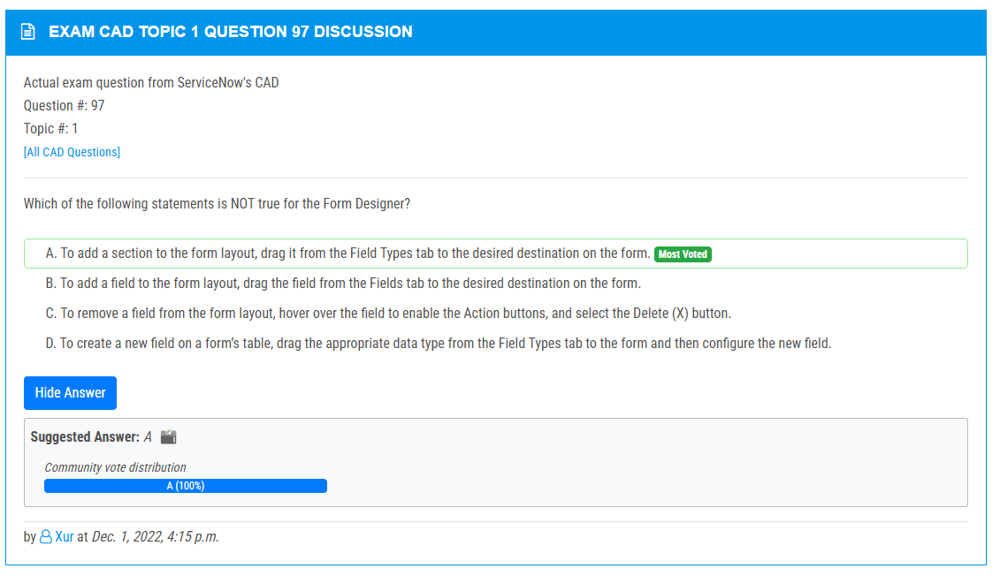 EXAM CAD TOPIC 1 QUESTION 97 DISCUSSION
Actual exam question from ServiceNow's CAD
Question #: 97
Topic #: 1
[All CAD Questions]
Which of the following statements is NOT true for the Form Designer?
A. To add a section to the form layout, drag it from the Field Types tab to the desired destination on the form. Most Voted
B. To add a field to the form layout, drag the field from the Fields tab to the desired destination on the form.
C. To remove a field from the form layout, hover over the field to enable the Action buttons, and select the Delete (X) button.
D. To create a new field on a form’s table, drag the appropriate data type from the Field Types tab to the form and then configure the new field.
Hide Answer
Suggested Answer: A
Community vote distribution
A (100%)
by Xur at Dec. 1, 2022, 4:15 p.m.